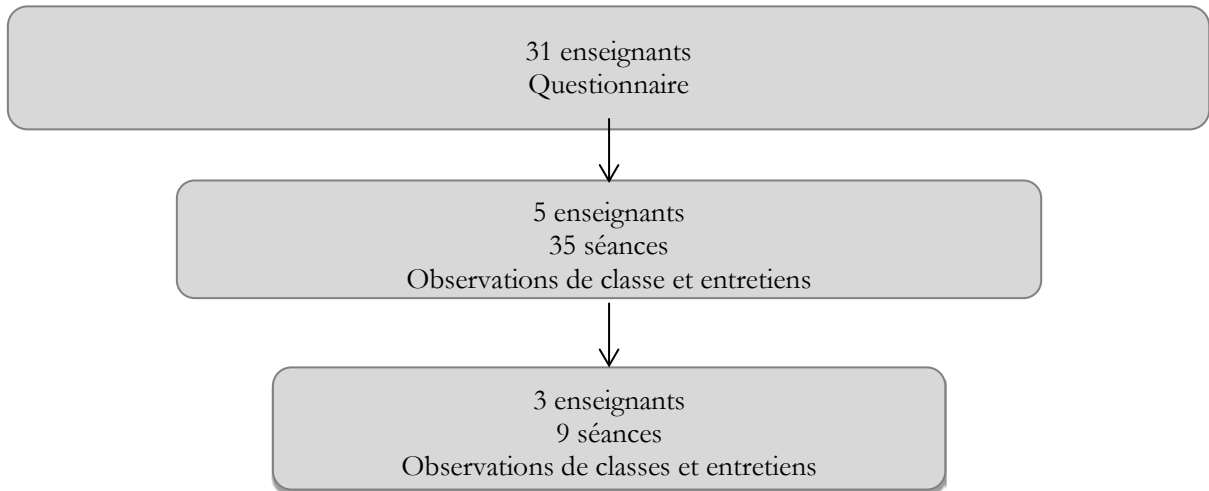 31 enseignants
Questionnaire
5 enseignants
35 séances
Observations de classe et entretiens
3 enseignants
9 séances
Observations de classes et entretiens